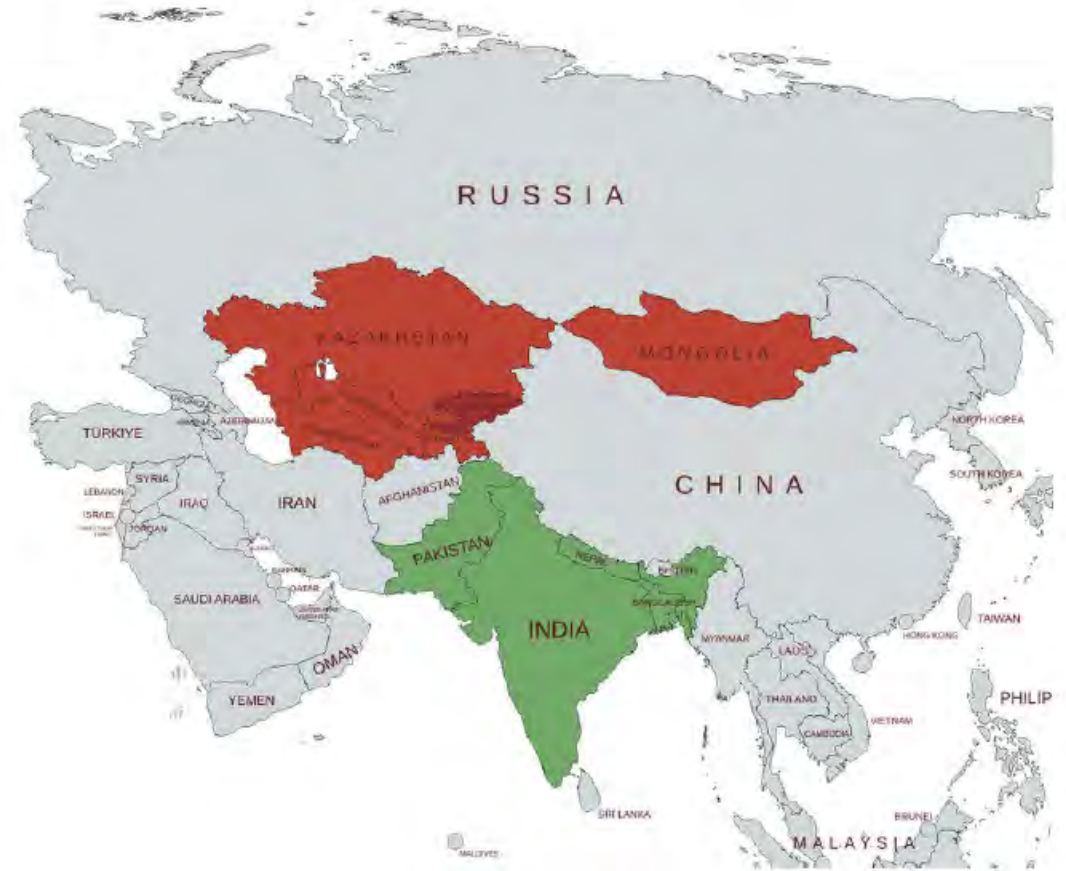 RUSSIA
KAZAKHSTAN
MONGOLIA
AZERBAIJAN
TÜRKIYE
NORTH KOREA
SYRIA
AFGHANISTAN
CHINA
SOUTH KOREA
LEBANON
IRAQ
IRAN
ISRAEL
JORDAN
PAKISTAN
NEPAL
BHUTAN
BAHRAIN
QATAR
SAUDI ARABIA
BANGLADESH
INDIA
TAIWAN
MYANMAR
HONG KONG
LAOS
OMAN
YEMEN
THAILAND
PHILIP
VIETNAM
CAMBODIA
SRI LANKA
BRUNEI
MALAYSIA
MALDIVES